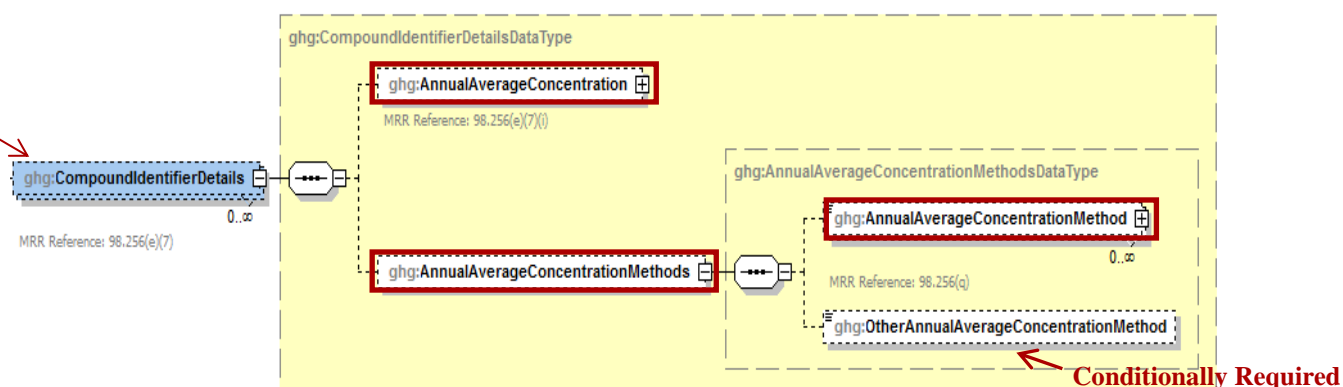 ghg:CompoundIdentifierDetailsDataType
ghg:AnnualAverageConcentration
MRR Reference: 98.256(e)(7)(i)
ghg:CompoundIdentifierDetails
0..∞
MRR Reference: 98.256(e)(7)
ghg:AnnualAverageConcentrationMethods
ghg:AnnualAverageConcentrationMethodsDataType
ghg:AnnualAverageConcentrationMethod
0..∞
MRR Reference: 98.256(q)
ghg:OtherAnnualAverageConcentrationMethod
Conditionally Required